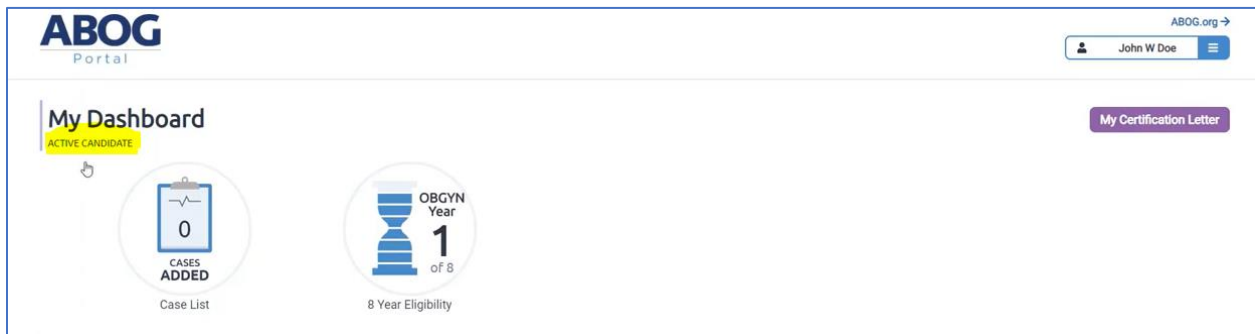 ABOG
Portal
ABOG.org →
John W Doe
My Dashboard
ACTIVE CANDIDATE
My Certification Letter
0
CASES
ADDED
Case List
OBGYN
Year
1
of 8
8 Year Eligibility